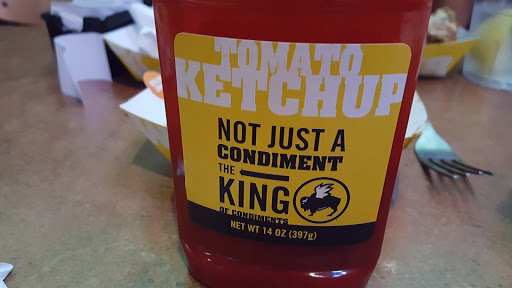 TOMATO
KETCHUP
NOT JUST A
CONDIMENT
THE
KING
OF CONDIMENTS
NET WT 14 OZ (397g)